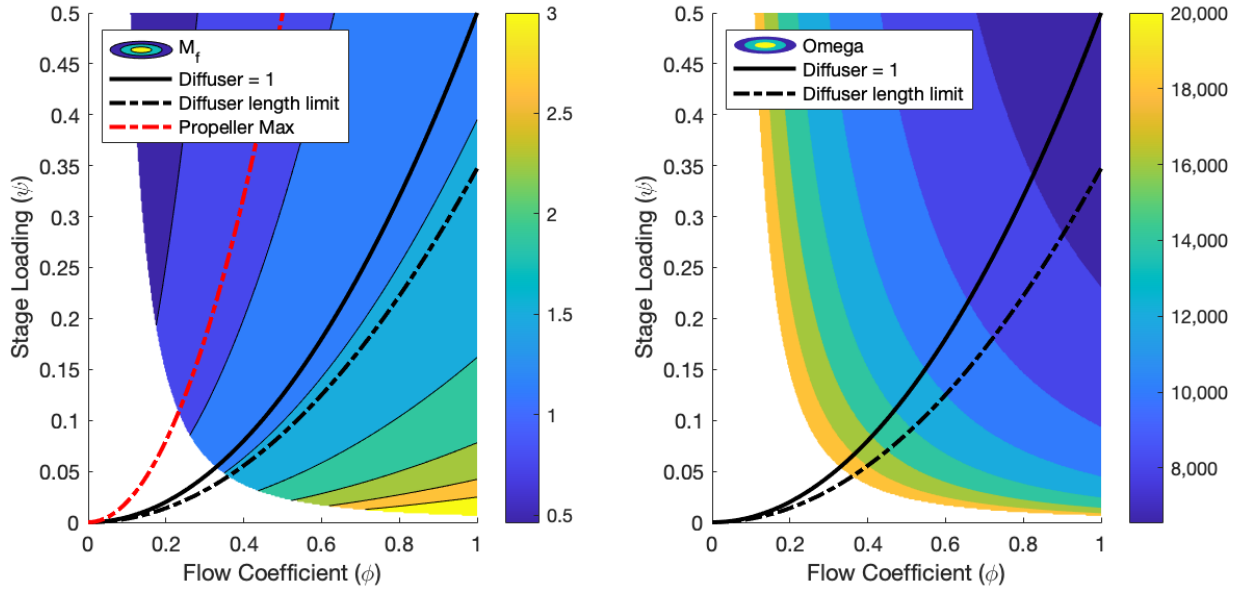 0.5
0.45
0.4
0.35
0.3
0.25
0.2
0.15
0.1
0.05
0
Stage Loading (ψ)
M_f
Diffuser = 1
Diffuser length limit
Propeller Max
0 0.2 0.4 0.6 0.8 1
Flow Coefficient (ϕ)
3
2.5
2
1.5
1
0.5
0.5
0.45
0.4
0.35
0.3
0.25
0.2
0.15
0.1
0.05
0
Stage Loading (ψ)
Omega
Diffuser = 1
Diffuser length limit
0 0.2 0.4 0.6 0.8 1
Flow Coefficient (ϕ)
20,000
18,000
16,000
14,000
12,000
10,000
8,000